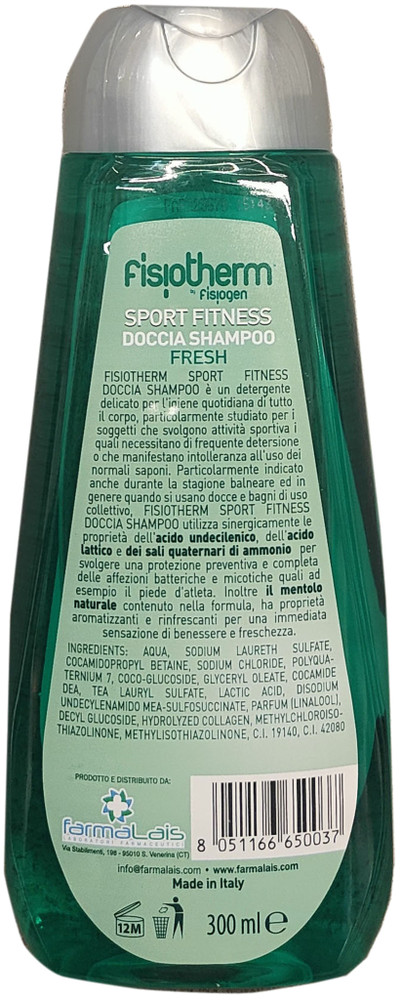 fisiotherm
by fisiogen
SPORT FITNESS
DOCCIA SHAMPOO
FRESH
FISIOTHERM SPORT FITNESS
DOCCIA SHAMPOO è un detergente
delicato per l'igiene quotidiana di tutto
il corpo, particolarmente studiato per i
soggetti che svolgono attività sportiva i
quali necessitano di frequente detersione
o che manifestano intolleranza all'uso dei
normali saponi. Particolarmente indicato
anche durante la stagione balneare ed in
genere quando si usano docce e bagni di uso
collettivo, FISIOTHERM SPORT FITNESS
DOCCIA SHAMPOO utilizza sinergicamente le
proprietà dell'acido undecilenico, dell'acido
lattico e dei sali quaternari di ammonio per
svolgere una protezione preventiva e completa
delle affezioni batteriche e micotiche quali ad
esempio il piede d'atleta. Inoltre il mentolo
naturale contenuto nella formula, ha proprietà
aromatizzanti e rinfrescanti per una immediata
sensazione di benessere e freschezza.
INGREDIENTS: AQUA, SODIUM LAURETH SULFATE,
COCAMIDOPROPYL BETAINE, SODIUM CHLORIDE, POLYQUA-
TERNIUM 7, COCO-GLUCOSIDE, GLYCERYL OLEATE, COCAMIDE
DEA, TEA LAURYL SULFATE, LACTIC ACID, DISODIUM
UNDECYLENAMIDO MEA-SULFOSUCCINATE, PARFUM (LINALOOL),
DECYL GLUCOSIDE, HYDROLYZED COLLAGEN, METHYLCHLOROISO-
THIAZOLINONE, METHYLISOTHIAZOLINONE, C.I. 19140, C.I. 42080
PRODOTTO E DISTRIBUITO DA:
farmaLais
LABORATORI FARMACEUTICI
Via Stabilimenti, 198 - 95010 S. Venerina (CT)
8 051166 650037
info@farmalais.com • www.farmalais.com
Made in Italy
12M
300 ml e